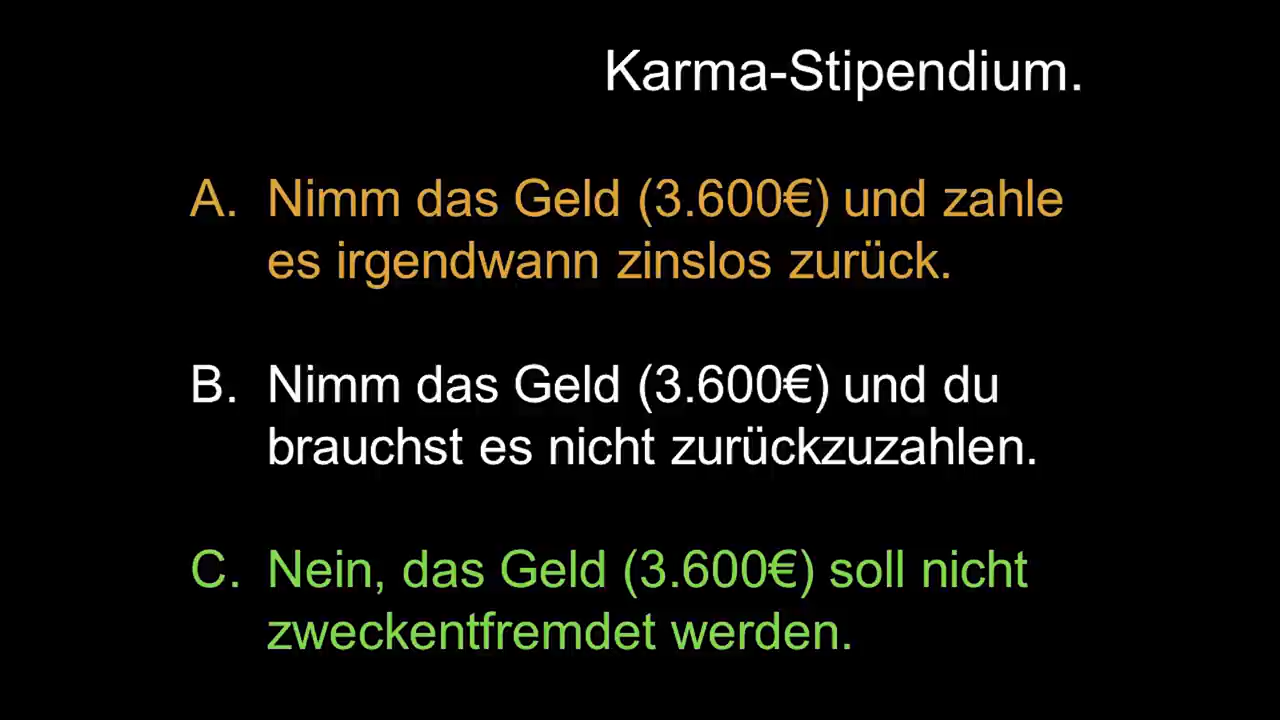 Karma-Stipendium.
A. Nimm das Geld (3.600€) und zahle
es irgendwann zinslos zurück.
B. Nimm das Geld (3.600€) und du
brauchst es nicht zurückzuzahlen.
C. Nein, das Geld (3.600€) soll nicht
zweckentfremdet werden.